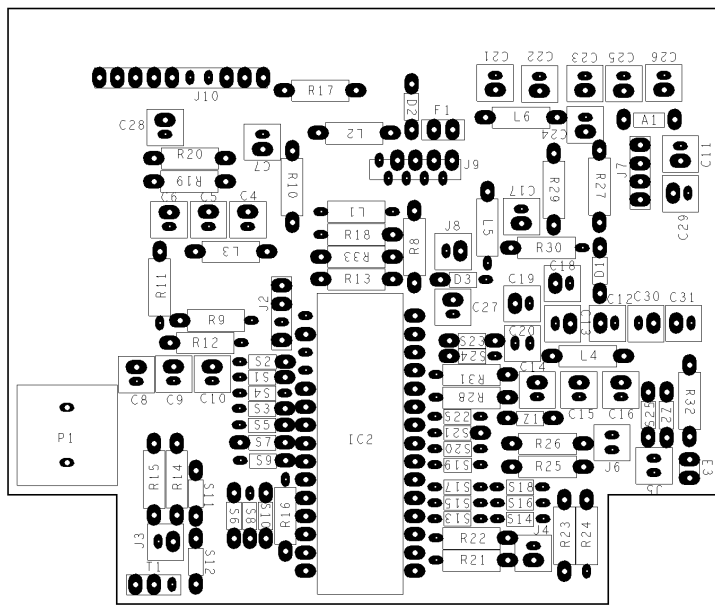 C21 C22 C23 C25 C26
J10
R17
D2
F1
L6
C24
A1
C28
L2
C7
R20
J9
J7
C11
R19
R10
R29
R27
C29
C6 C5 C4
L1
C17
L5
R18
R8
J8
R30
L3
R33
D1
R11
R13
D3
C18
J2
C19
C27
R9
C13
C12
C30
C31
R12
S23
C20
S24
L4
S2
C8
C9
C10
S1
R31
C14
S4
R28
C15
C16
R32
S3
S22
Z1
S25
Z2
P1
S5
S21
S7
IC2
S20
R26
J6
S9
S19
R25
J5
E3
R15
R14
S11
S6
S8
S10
R16
S17
S18
S15
S16
S13
S14
J3
R22
J4
R23
R24
S12
R21
T1